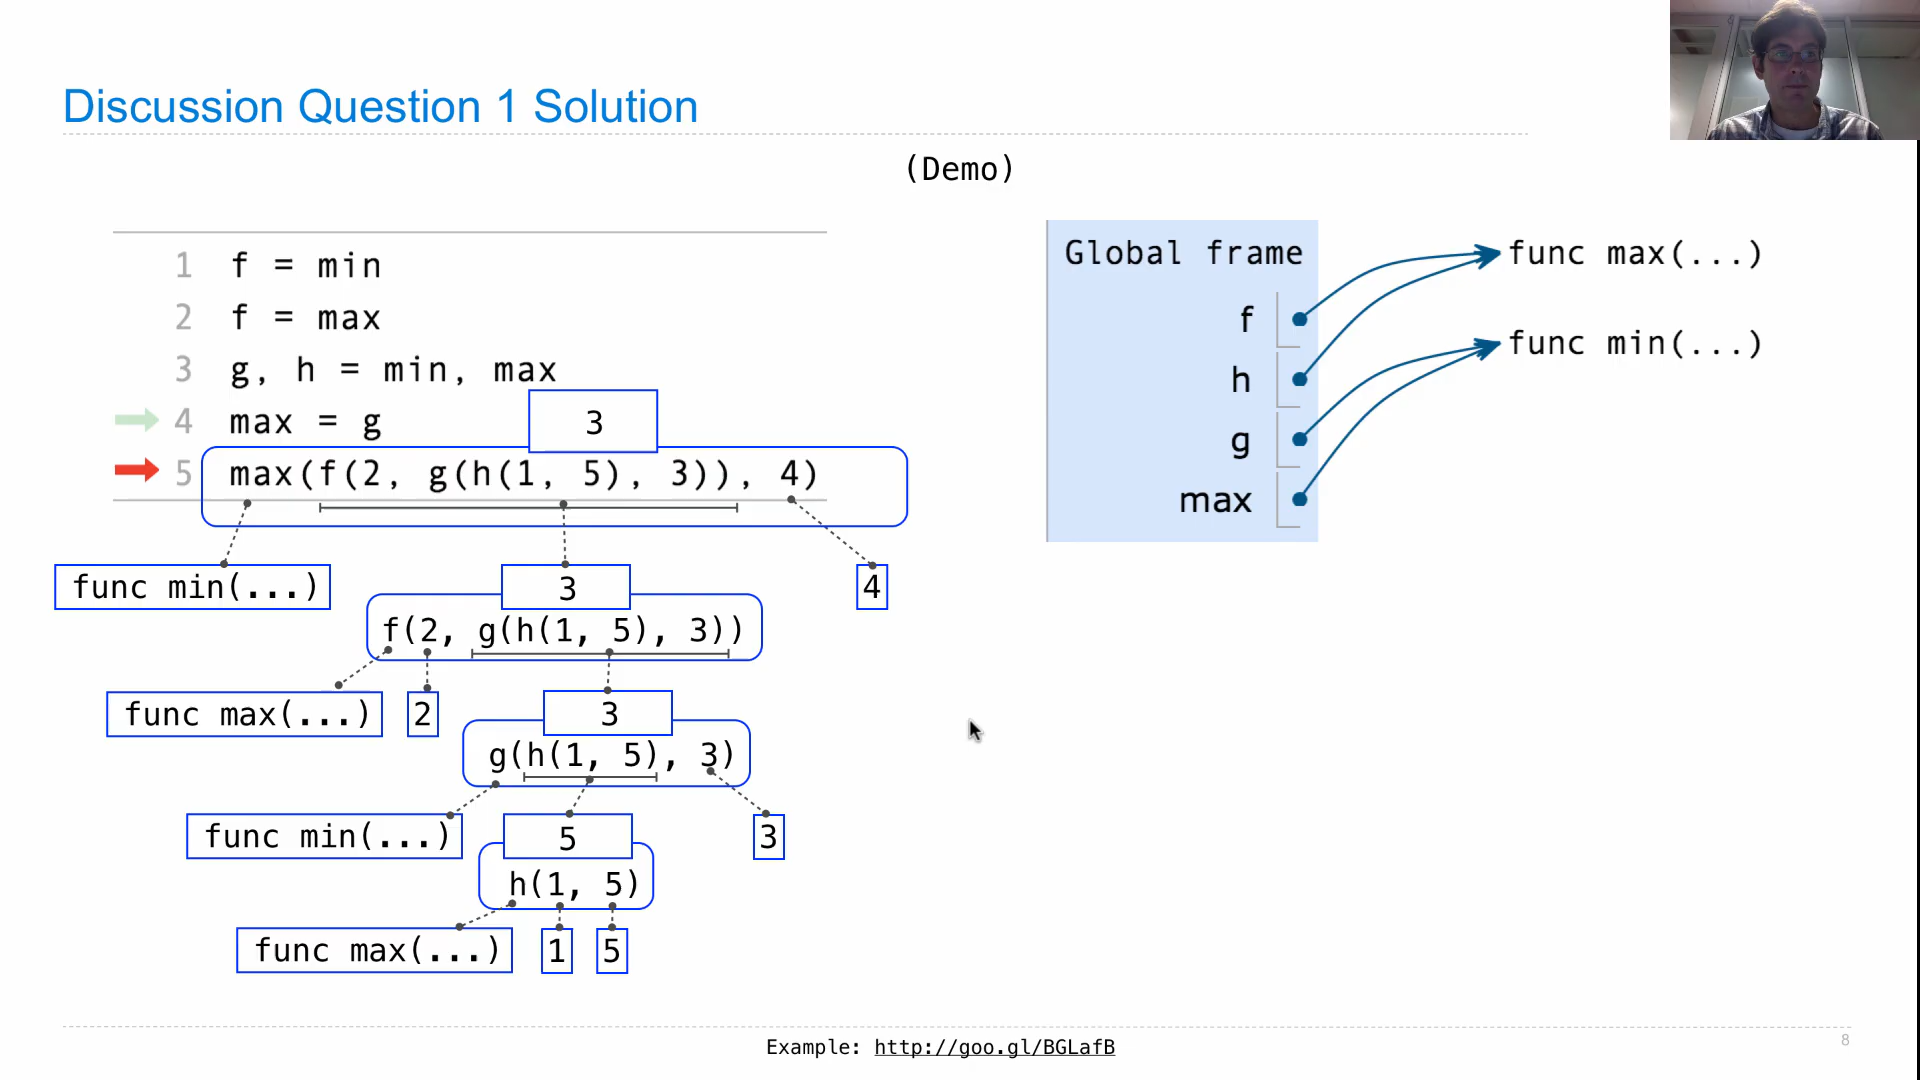 Discussion Question 1 Solution
(Demo)
1 f = min
2 f = max
3 g, h = min, max
4 max = g
3
5 max(f(2, g(h(1, 5), 3)), 4)
func min(...)
3
4
f(2, g(h(1, 5), 3))
func max(...)
2
3
g(h(1, 5), 3)
func min(...)
5
3
h(1, 5)
func max(...)
1
5
Global frame
f
h
g
max
func max(...)
func min(...)
Example: http://goo.gl/BGLafB
8